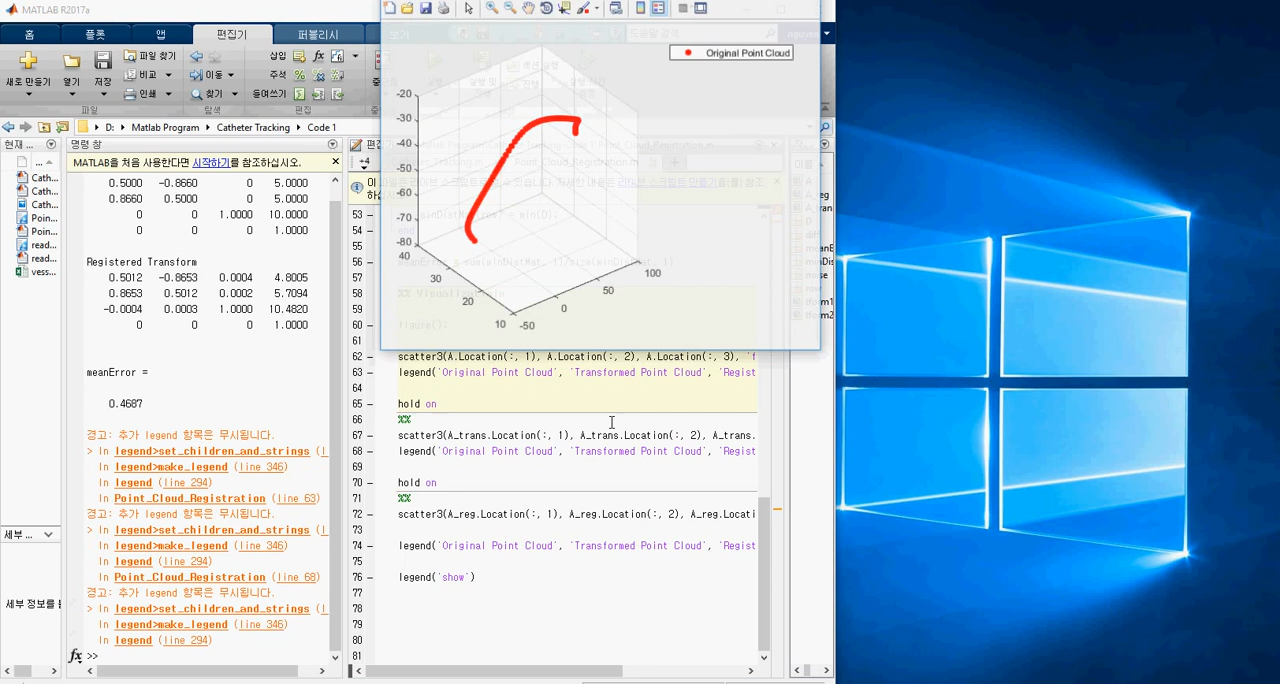 MATLAB R2017a
홈
플롯
앱
편집기
퍼블리시
보기
새로 만들기
열기
저장
파일 찾기
비교
인쇄
이동
찾기
삽입
주석
들여쓰기
파일
탐색
편집
D:
Matlab Program
Catheter Tracking
Code 1
현재 ...
명령 창
MATLAB을 처음 사용한다면 시작하기를 참조하십시오.
Cath...
Cath...
Cath...
Poin...
Poin...
read...
read...
vess...
세부 ...
0.5000 -0.8660 0 5.0000
0.8660 0.5000 0 5.0000
0 0 1.0000 10.0000
0 0 0 1.0000
Registered Transform
0.5012 -0.8653 0.0004 4.8005
0.8653 0.5012 0.0002 5.7094
-0.0004 0.0003 1.0000 10.4820
0 0 0 1.0000
meanError =
0.4687
경고: 추가 legend 항목은 무시됩니다.
> In legend>set_children_and_strings (l
In legend>make_legend (line 346)
In legend (line 294)
In Point_Cloud_Registration (line 63)
경고: 추가 legend 항목은 무시됩니다.
> In legend>set_children_and_strings (l
In legend>make_legend (line 346)
In legend (line 294)
In Point_Cloud_Registration (line 68)
경고: 추가 legend 항목은 무시됩니다.
> In legend>set_children_and_strings (l
In legend>make_legend (line 346)
In legend (line 294)
fx >>
Original Point Cloud
-20
-30
-40
-50
-60
-70
-80
40
30
20
10
-50
0
50
100
+4
53 –
54 –
55
56 –
57
58 –
59
60 –
61
62 – scatter3(A.Location(:, 1), A.Location(:, 2), A.Location(:, 3), 'f
63 – legend('Original Point Cloud', 'Transformed Point Cloud', 'Regist
64
65 – hold on
66 %%
67 – scatter3(A_trans.Location(:, 1), A_trans.Location(:, 2), A_trans.
68 – legend('Original Point Cloud', 'Transformed Point Cloud', 'Regist
69
70 – hold on
71 %%
72 – scatter3(A_reg.Location(:, 1), A_reg.Location(:, 2), A_reg.Locati
73
74 – legend('Original Point Cloud', 'Transformed Point Cloud', 'Regist
75
76 – legend('show')
77
78
79
80
81